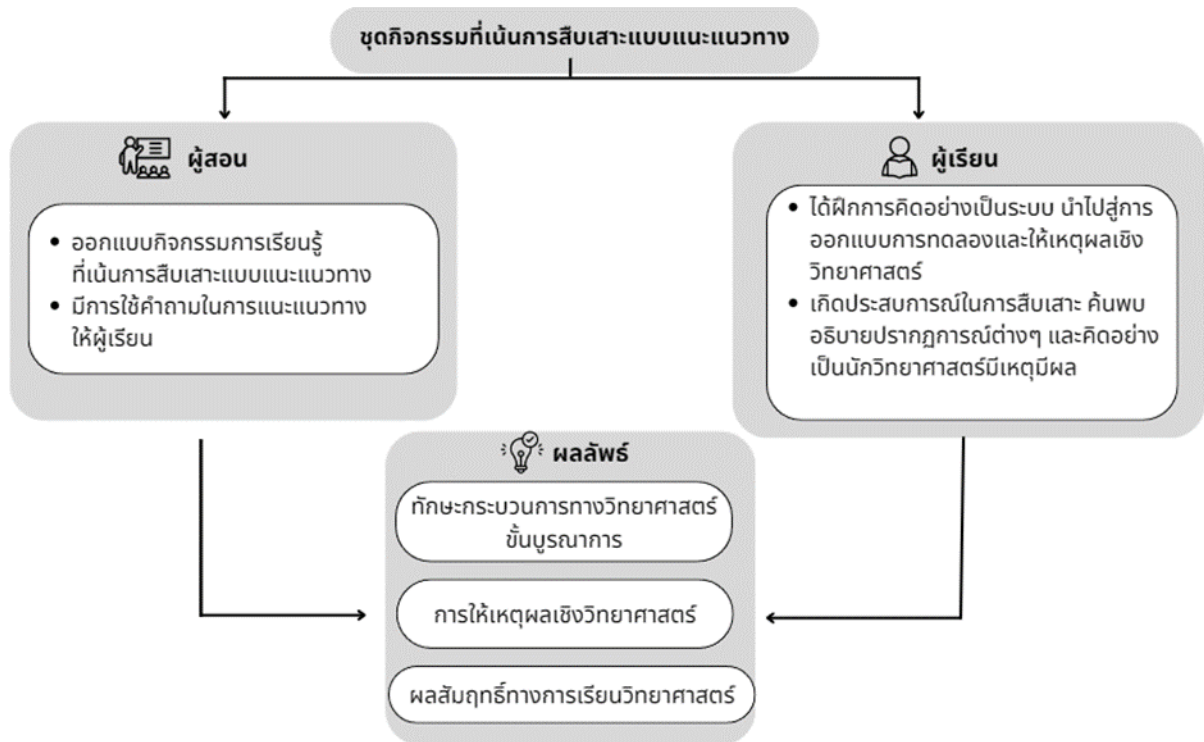 ชุดกิจกรรมที่เน้นการสืบเสาะแบบแนะแนวทาง
ผู้สอน
• ออกแบบกิจกรรมการเรียนรู้
ที่เน้นการสืบเสาะแบบแนะแนวทาง
• มีการใช้คำถามในการแนะแนวทาง
ให้ผู้เรียน
ผู้เรียน
• ได้ฝึกการคิดอย่างเป็นระบบ นำไปสู่การ
ออกแบบการทดลองและให้เหตุผลเชิง
วิทยาศาสตร์
• เกิดประสบการณ์ในการสืบเสาะ ค้นพบ
อธิบายปรากฏการณ์ต่างๆ และคิดอย่าง
เป็นนักวิทยาศาสตร์มีเหตุมีผล
ผลลัพธ์
ทักษะกระบวนการทางวิทยาศาสตร์
ขั้นบูรณาการ
การให้เหตุผลเชิงวิทยาศาสตร์
ผลสัมฤทธิ์ทางการเรียนวิทยาศาสตร์